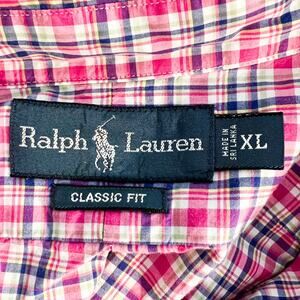 Ralph Lauren
MADE IN
SRI LANKA
XL
CLASSIC FIT